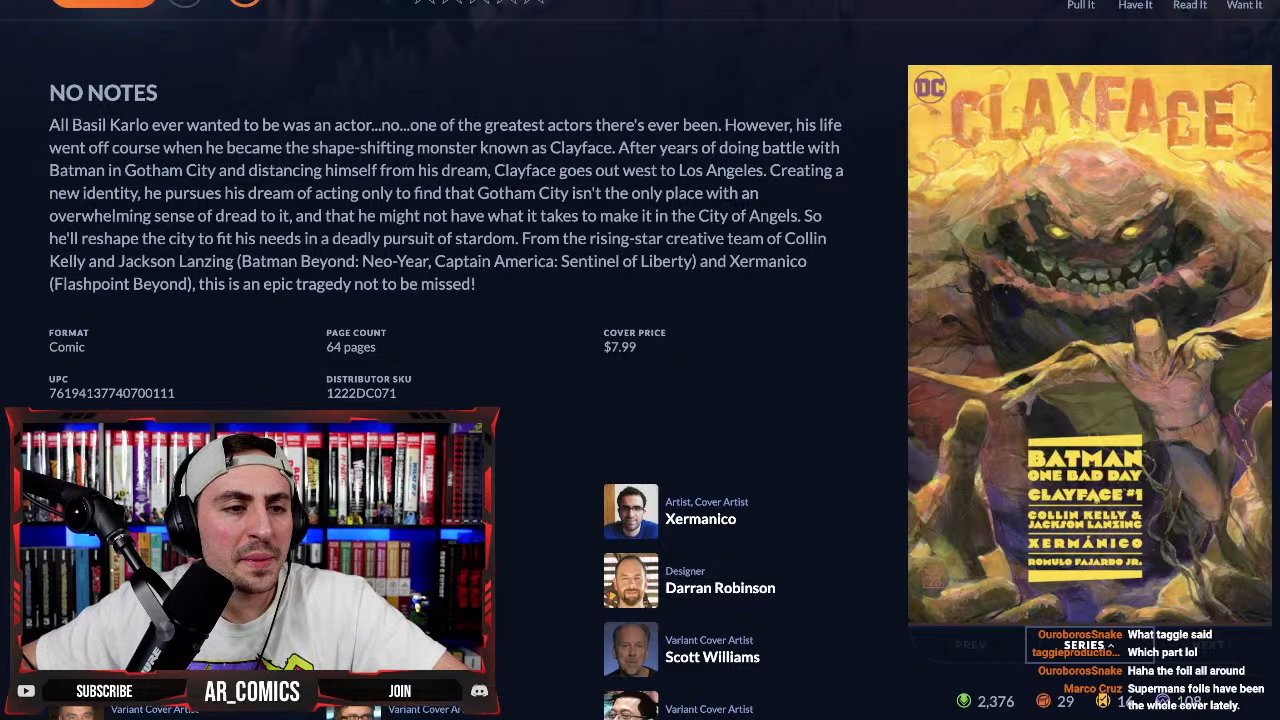 Pull It Have It Read It Want It
NO NOTES
All Basil Karlo ever wanted to be was an actor...no...one of the greatest actors there's ever been. However, his life
went off course when he became the shape-shifting monster known as Clayface. After years of doing battle with
Batman in Gotham City and distancing himself from his dream, Clayface goes out west to Los Angeles. Creating a
new identity, he pursues his dream of acting only to find that Gotham City isn't the only place with an
overwhelming sense of dread to it, and that he might not have what it takes to make it in the City of Angels. So
he'll reshape the city to fit his needs in a deadly pursuit of stardom. From the rising-star creative team of Collin
Kelly and Jackson Lanzing (Batman Beyond: Neo-Year, Captain America: Sentinel of Liberty) and Xermanico
(Flashpoint Beyond), this is an epic tragedy not to be missed!
FORMAT
Comic
PAGE COUNT
64 pages
COVER PRICE
$7.99
UPC
76194137740700111
DISTRIBUTOR SKU
1222DC071
Artist, Cover Artist
Xermanico
Designer
Darran Robinson
Variant Cover Artist
Scott Williams
Variant Cover Artist
Variant Cover Artis
Variant Cover Ar
DC
CLAYFACE
BATMAN
ONE BAD DAY
CLAYFACE #1
COLLIN KELLY &
JACKSON LANZING
XERMÁNICO
ROMULO FAJARDO JR.
PREV
SERIES
NEXT
OuroborosSnake What taggie said
taggieproductio... Which part lol
OuroborosSnake Haha the foil all around
Marco Cruz Supermans foils have been
the whole cover lately.
2,376
29
SUBSCRIBE
AR_COMICS
JOIN